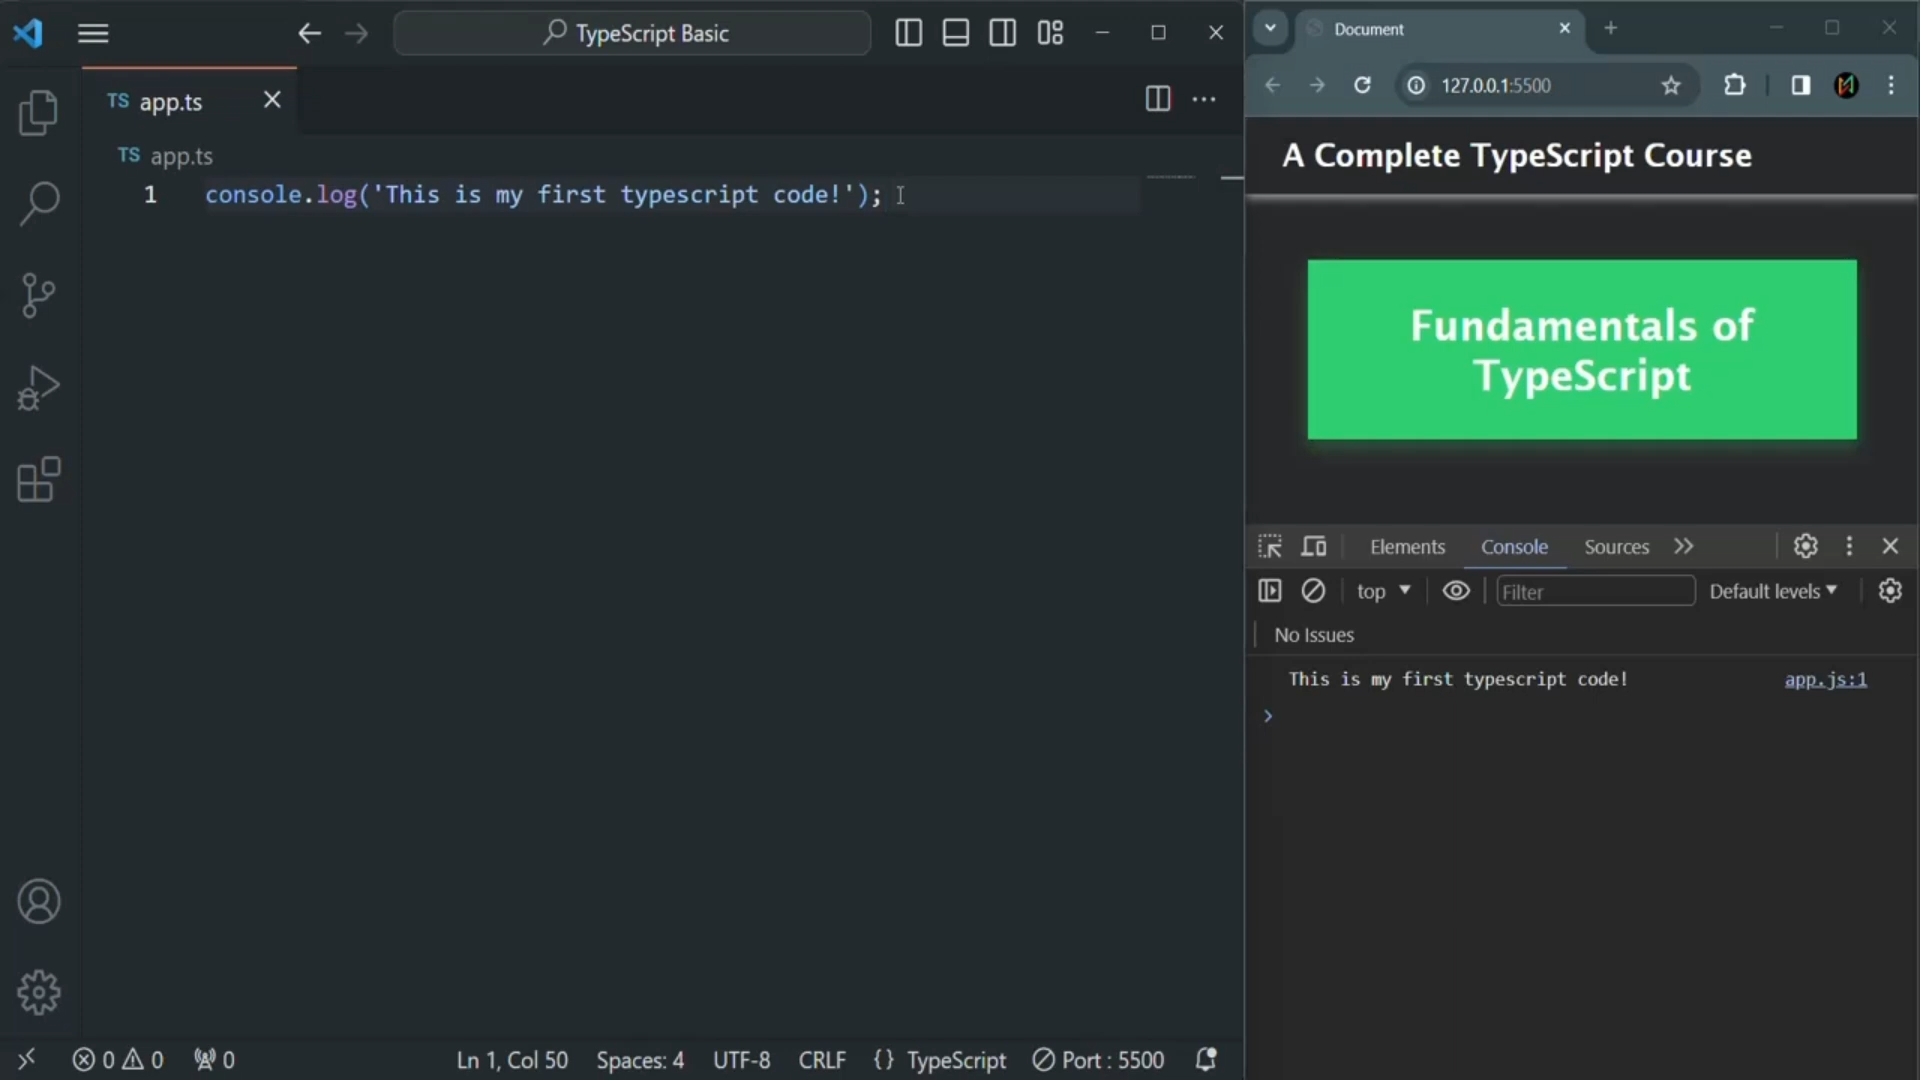 TypeScript Basic
TS app.ts
TS app.ts
1 console.log('This is my first typescript code!');
0 0 0 Ln 1, Col 50 Spaces: 4 UTF-8 CRLF {} TypeScript Port : 5500
Document
127.0.0.1:5500
A Complete TypeScript Course
Fundamentals of
TypeScript
Elements Console Sources
top Filter Default levels
No Issues
This is my first typescript code! app.js:1